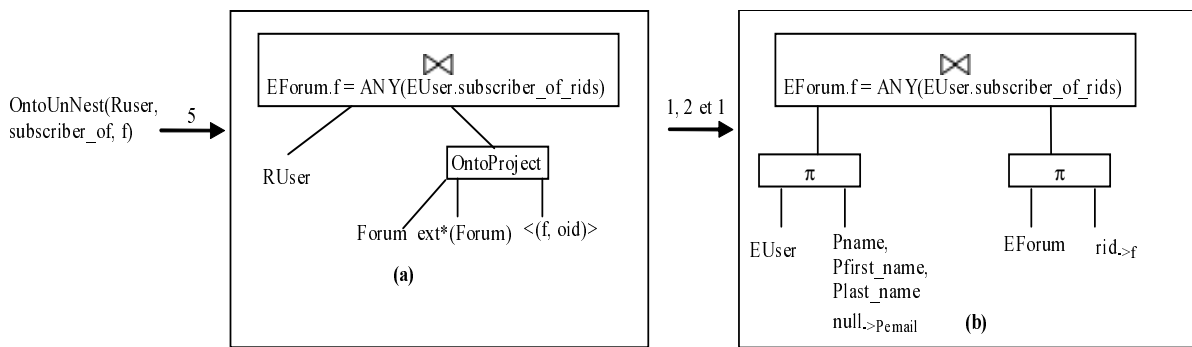 OntoUnNest(Ruser,
subscriber_of, f)
5
⋈
EForum.f = ANY(EUser.subscriber_of_rids)
RUser
OntoProject
Forum ext*(Forum) <(f, oid)>
(a)
1, 2 et 1
⋈
EForum.f = ANY(EUser.subscriber_of_rids)
π
π
EUser
Pname,
Pfirst_name,
Plast_name
null->Pemail
EForum
rid->f
(b)